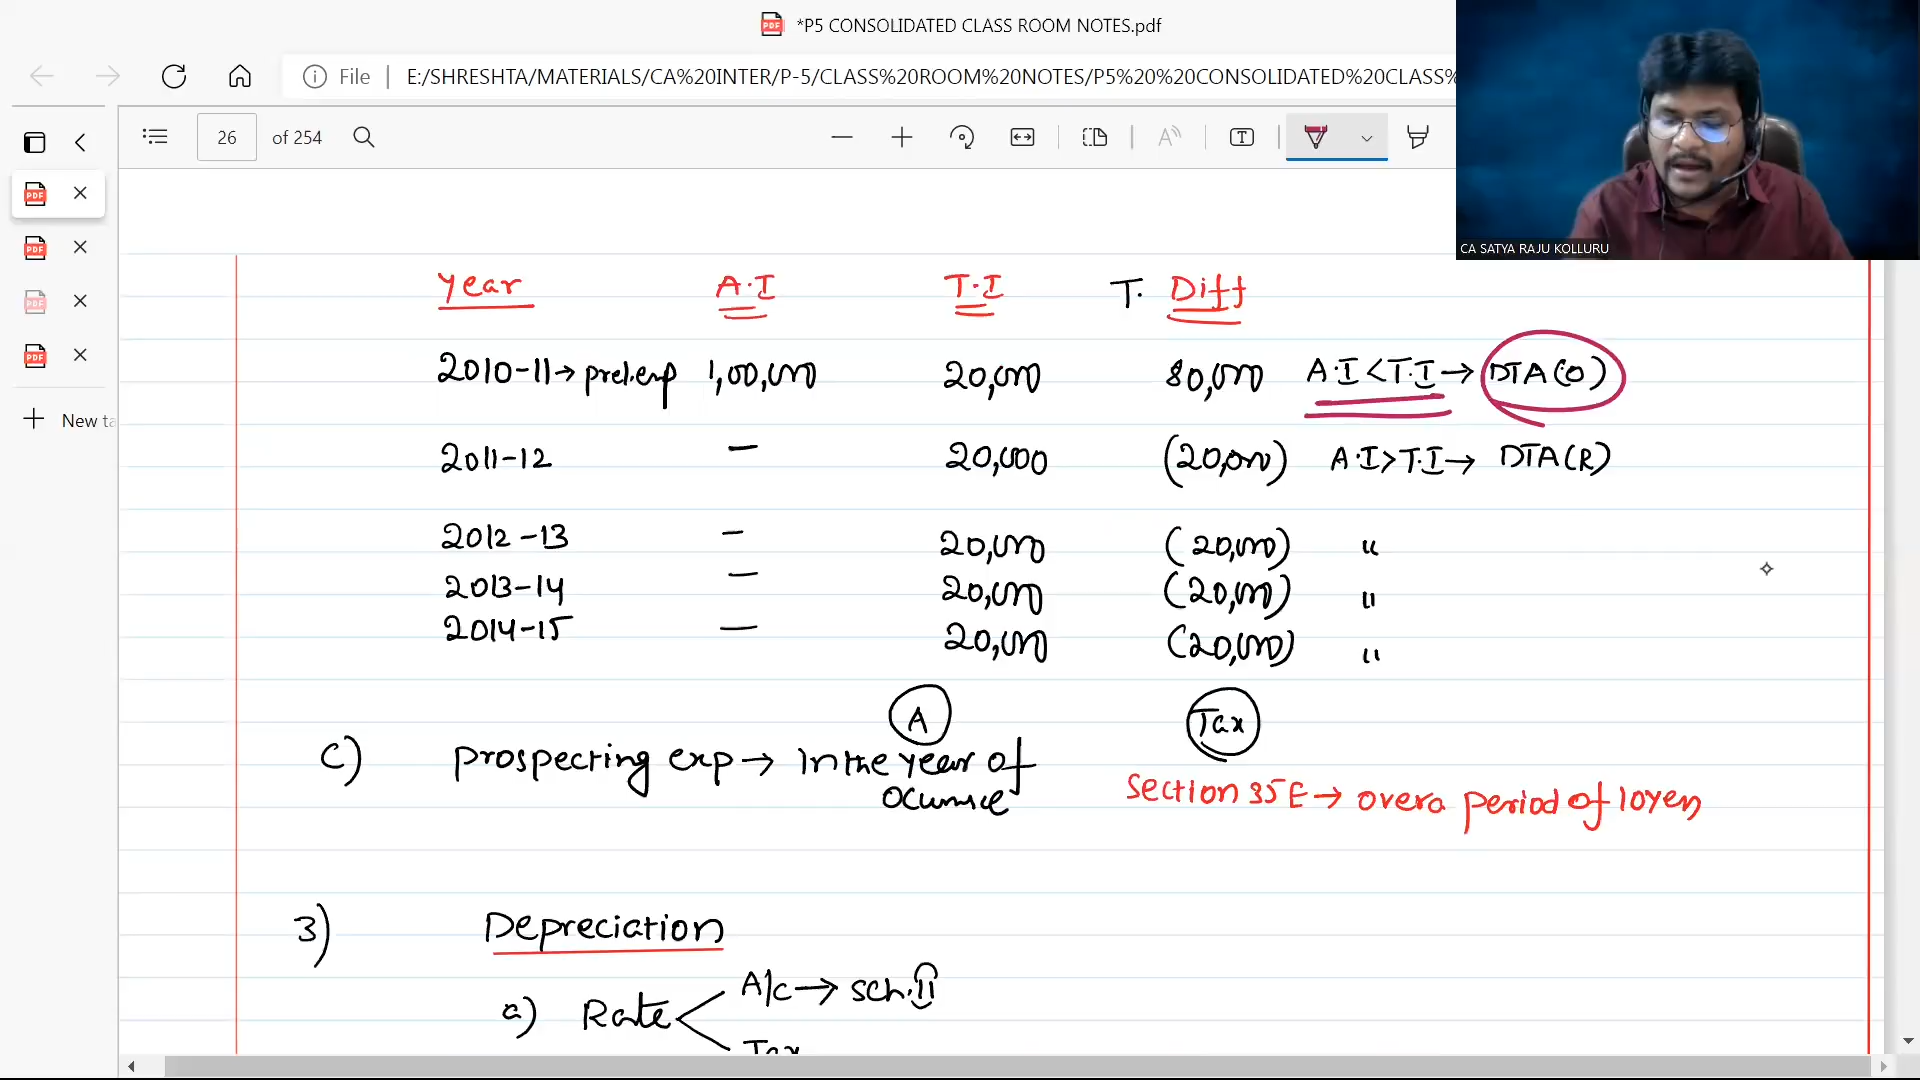 *P5 CONSOLIDATED CLASS ROOM NOTES.pdf
File
E:/SHRESHTA/MATERIALS/CA%20INTER/P-5/CLASS%20ROOM%20NOTES/P5%20%20CONSOLIDATED%20CLASS%
26 of 254
New ta
CA SATYA RAJU KOLLURU
Year A.I T.I T. Diff
2010-11→ prel.exp 1,00,000 20,000 80,000 A.I<T.I→ DTA(O)
2011-12 — 20,000 (20,000) A.I>T.I→ DTA(R)
2012-13 — 20,000 (20,000) "
2013-14 — 20,000 (20,000) "
2014-15 — 20,000 (20,000) "
A Tax
C) prospecting exp→ In the year of
Section 35E→ over a period of 10 years
3) Depreciation
a) Rate A/c→ Sch.II
Tax